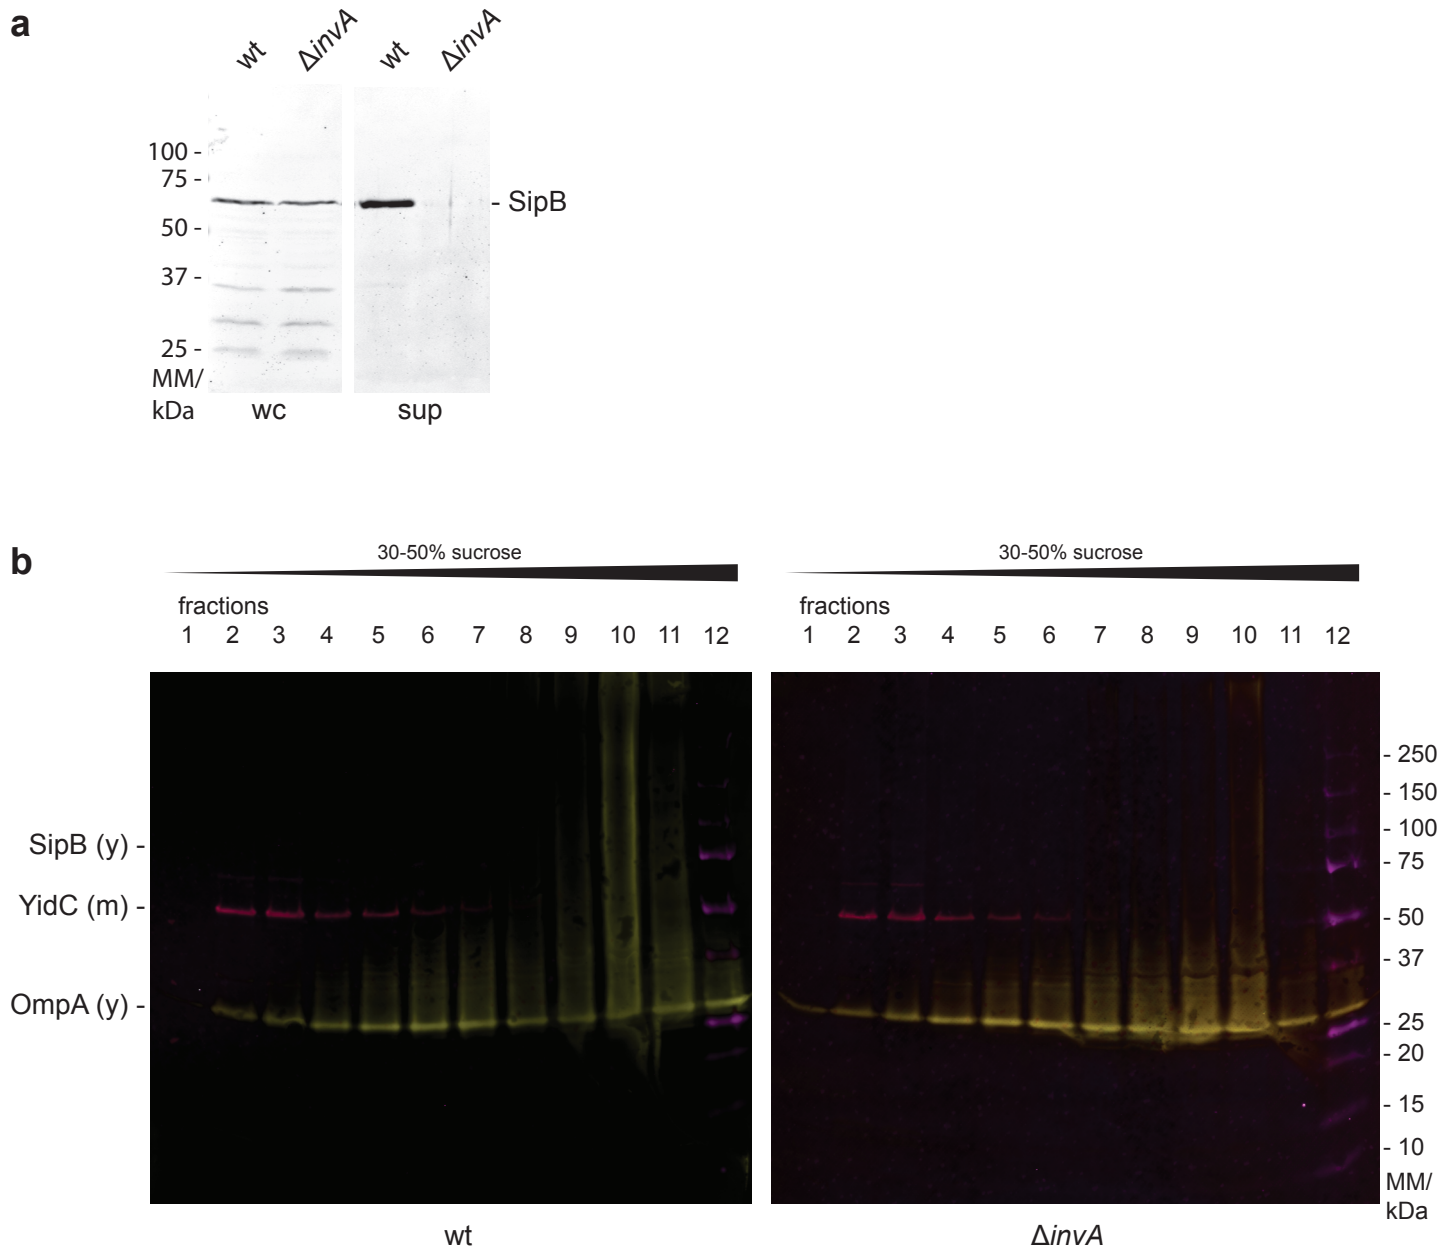 a
wt ΔinvA wt ΔinvA
100 -
75 -
- SipB
50 -
37 -
25 -
MM/
kDa
wc sup
b
30-50% sucrose
fractions
1 2 3 4 5 6 7 8 9 10 11 12
SipB (y) -
YidC (m) -
OmpA (y) -
wt
30-50% sucrose
fractions
1 2 3 4 5 6 7 8 9 10 11 12
- 250
- 150
- 100
- 75
- 50
- 37
- 25
- 20
- 15
- 10
MM/
kDa
ΔinvA